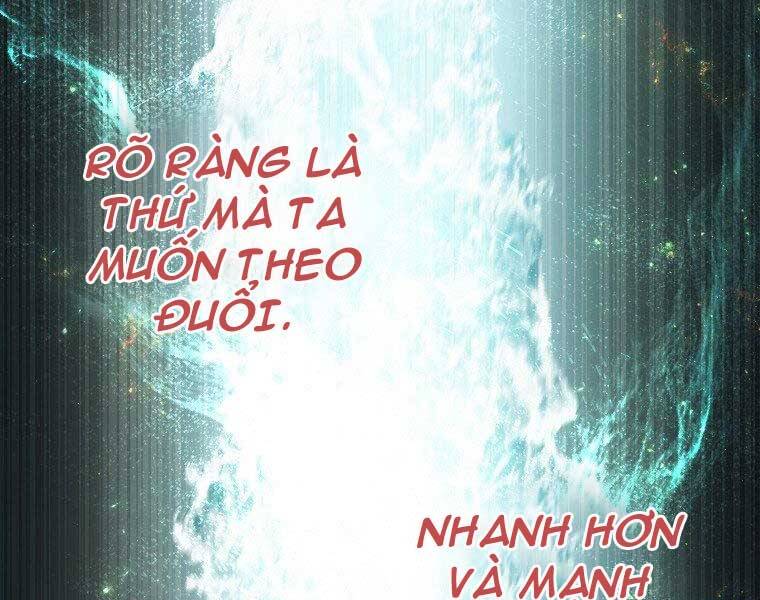 RÕ RÀNG LÀ
THỨ MÀ TA
MUỐN THEO
ĐUỔI.
NHANH HƠN
VÀ MẠNH